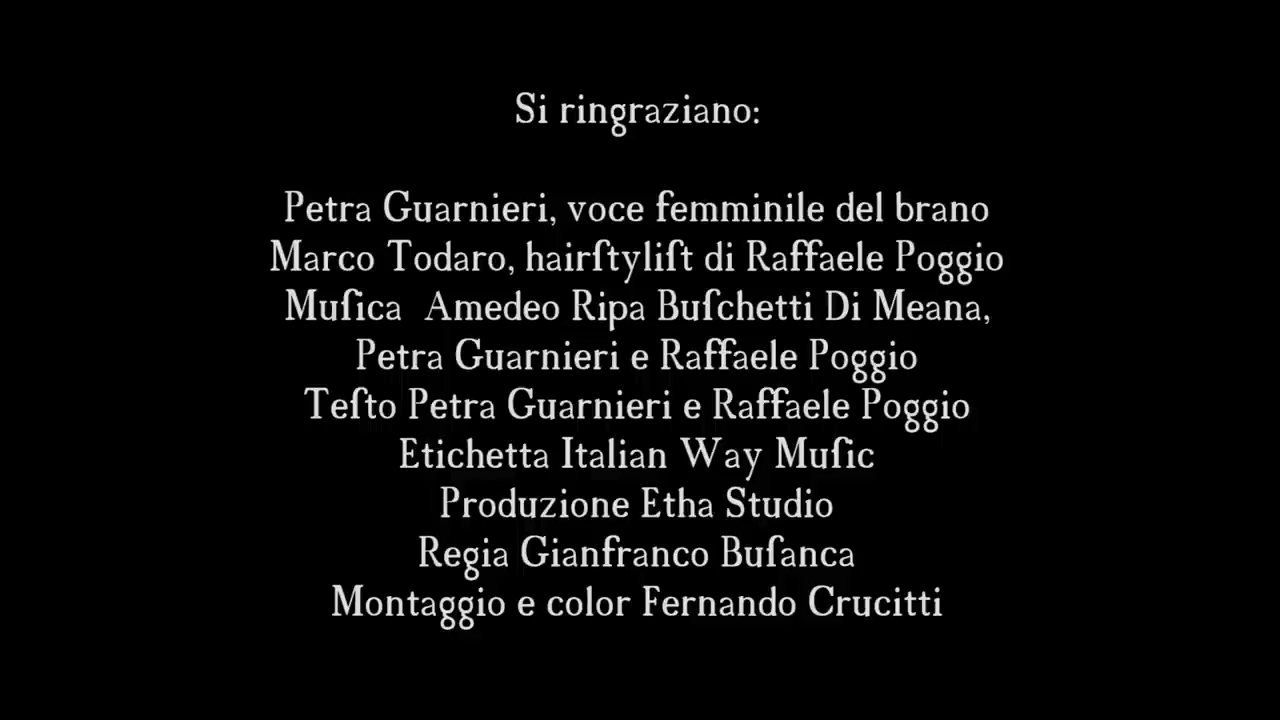 Si ringraziano:
Petra Guarnieri, voce femminile del brano
Marco Todaro, hairſtyliſt di Raffaele Poggio
Muſica  Amedeo Ripa Buſchetti Di Meana,
Petra Guarnieri e Raffaele Poggio
Teſto Petra Guarnieri e Raffaele Poggio
Etichetta Italian Way Muſic
Produzione Etha Studio
Regia Gianfranco Buſanca
Montaggio e color Fernando Crucitti